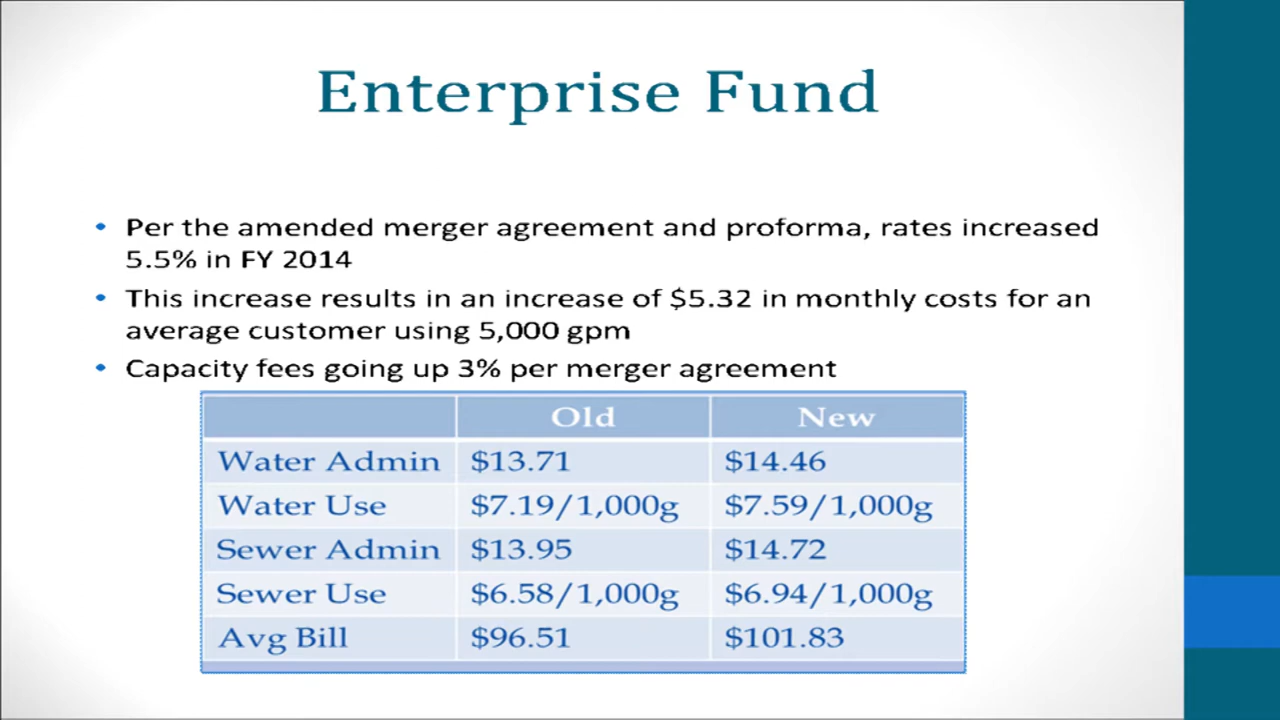 Enterprise Fund
• Per the amended merger agreement and proforma, rates increased
5.5% in FY 2014
• This increase results in an increase of $5.32 in monthly costs for an
average customer using 5,000 gpm
• Capacity fees going up 3% per merger agreement
Old New
Water Admin $13.71 $14.46
Water Use $7.19/1,000g $7.59/1,000g
Sewer Admin $13.95 $14.72
Sewer Use $6.58/1,000g $6.94/1,000g
Avg Bill $96.51 $101.83